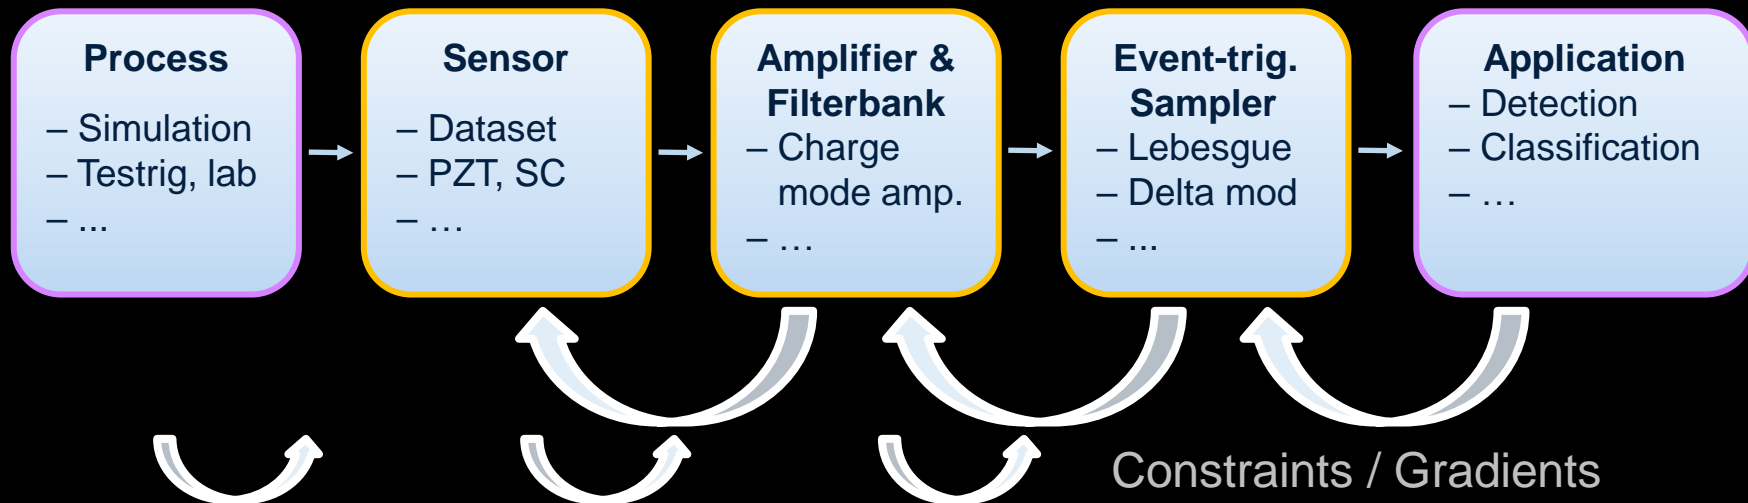 Process
– Simulation
– Testrig, lab
– ...
Sensor
– Dataset
– PZT, SC
– …
Amplifier &
Filterbank
– Charge
mode amp.
– …
Event-trig.
Sampler
– Lebesgue
– Delta mod
– ...
Application
– Detection
– Classification
– …
Constraints / Gradients